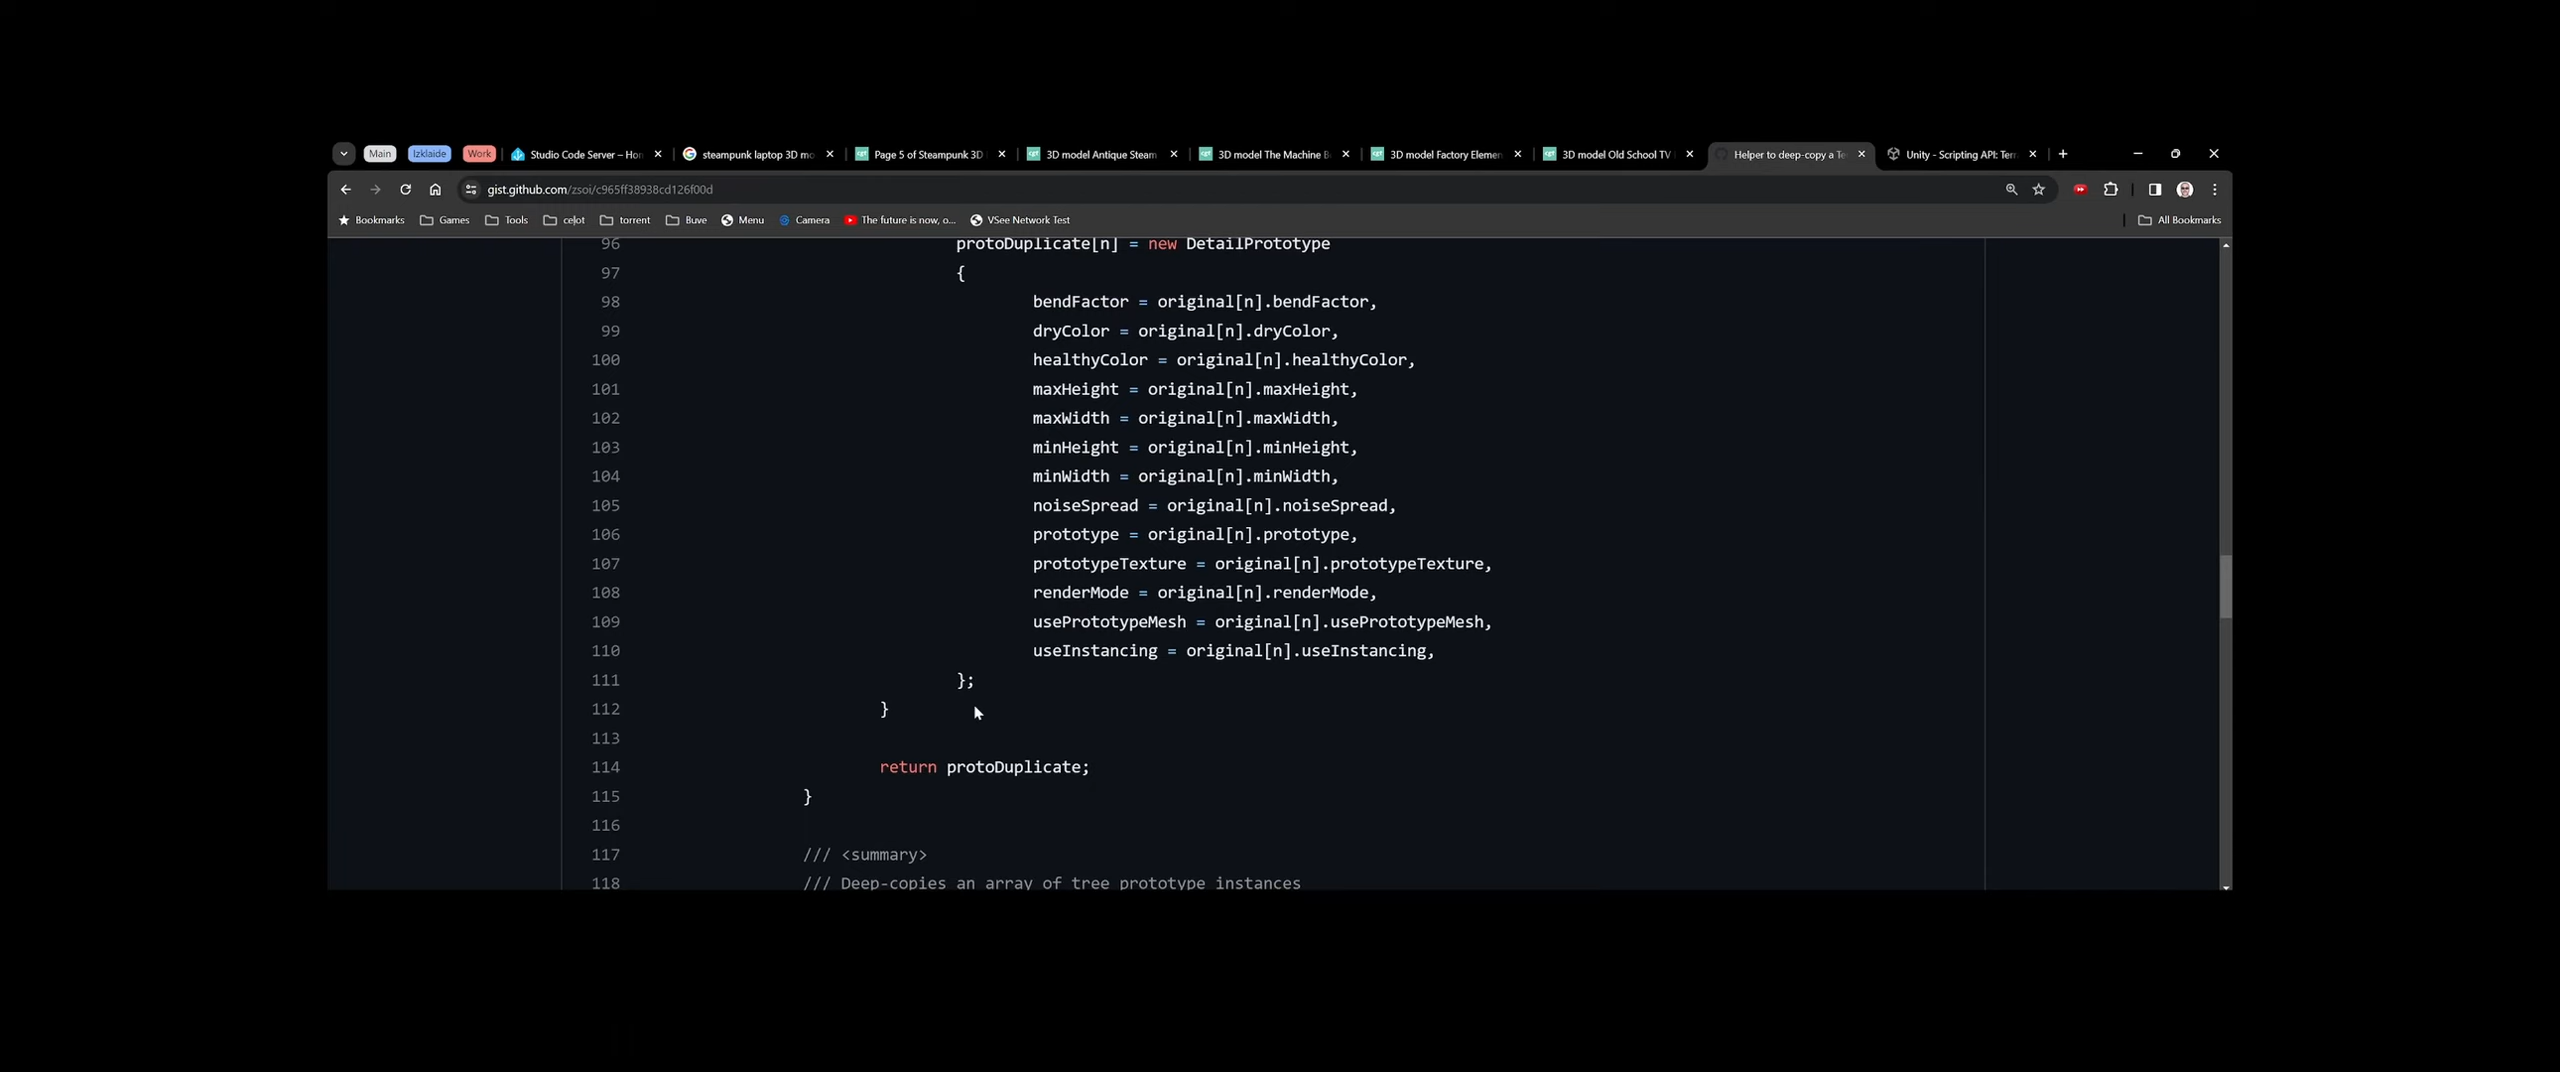 Main Izklaide Work Studio Code Server – Hon steampunk laptop 3D mo Page 5 of Steampunk 3D 3D model Antique Steam 3D model The Machine B 3D model Factory Elemen 3D model Old School TV Helper to deep-copy a Te Unity - Scripting API: Terr
gist.github.com/zsoi/c965ff38938cd126f00d
Bookmarks Games Tools ceļot torrent Buve Menu Camera The future is now, o... VSee Network Test All Bookmarks
96 protoDuplicate[n] = new DetailPrototype
97 {
98 bendFactor = original[n].bendFactor,
99 dryColor = original[n].dryColor,
100 healthyColor = original[n].healthyColor,
101 maxHeight = original[n].maxHeight,
102 maxWidth = original[n].maxWidth,
103 minHeight = original[n].minHeight,
104 minWidth = original[n].minWidth,
105 noiseSpread = original[n].noiseSpread,
106 prototype = original[n].prototype,
107 prototypeTexture = original[n].prototypeTexture,
108 renderMode = original[n].renderMode,
109 usePrototypeMesh = original[n].usePrototypeMesh,
110 useInstancing = original[n].useInstancing,
111 };
112 }
113
114 return protoDuplicate;
115 }
116
117 /// <summary>
118 /// Deep-copies an array of tree prototype instances